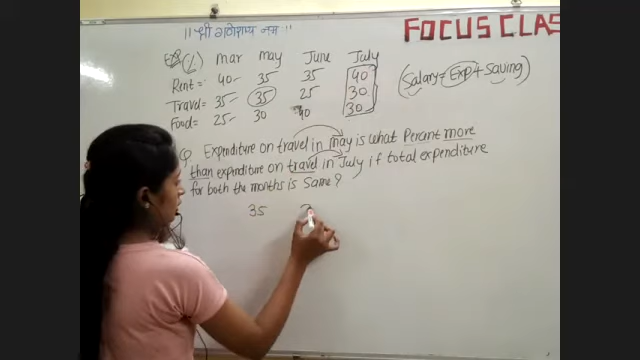 ॥ श्री गणेशाय नमः ॥
FOCUS CLAS
Exp (%) Mar May June July
Rent = 40 35 35 40
Travel = 35 35 25 30
Food = 25 30 40 30
(Salary = Exp + Saving)
Q Expenditure on travel in may is what Percent more
than expenditure on travel in July if total expenditure
for both the months is Same?
35